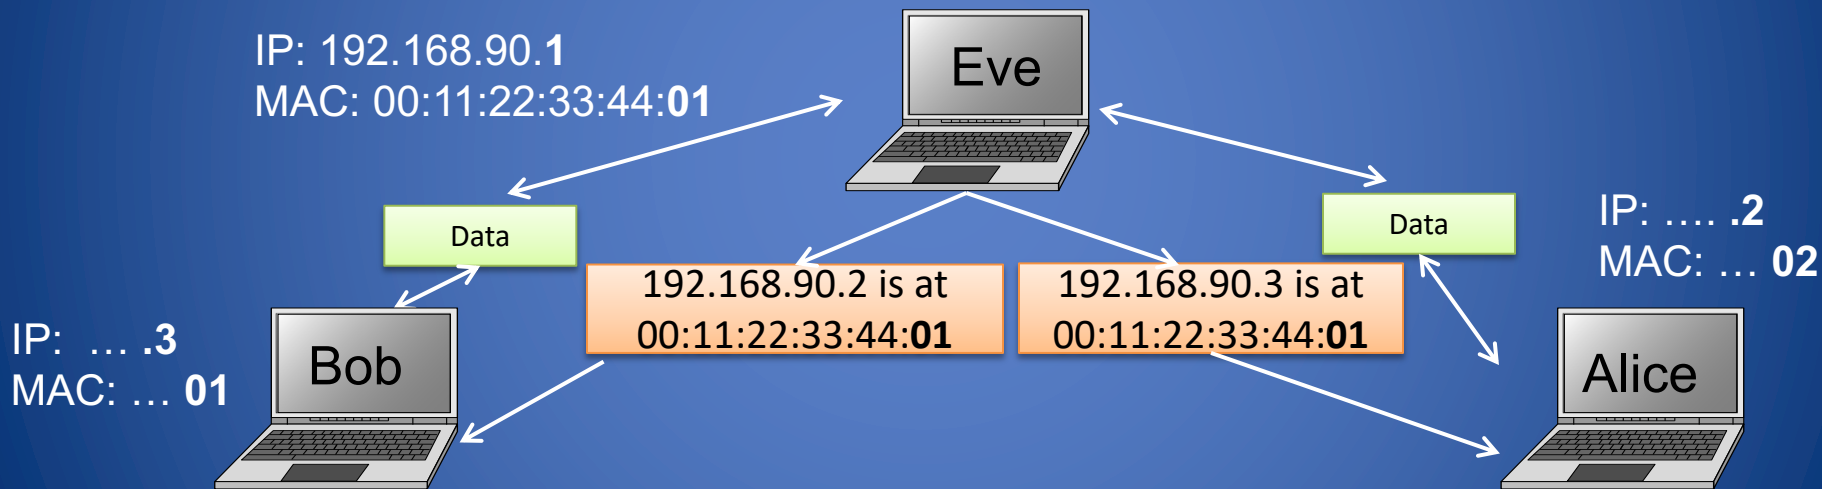 IP: 192.168.90.1
MAC: 00:11:22:33:44:01
Eve
Data
Data
IP: .... .2
MAC: ... 02
192.168.90.2 is at
00:11:22:33:44:01
192.168.90.3 is at
00:11:22:33:44:01
IP: ... .3
MAC: ... 01
Bob
Alice